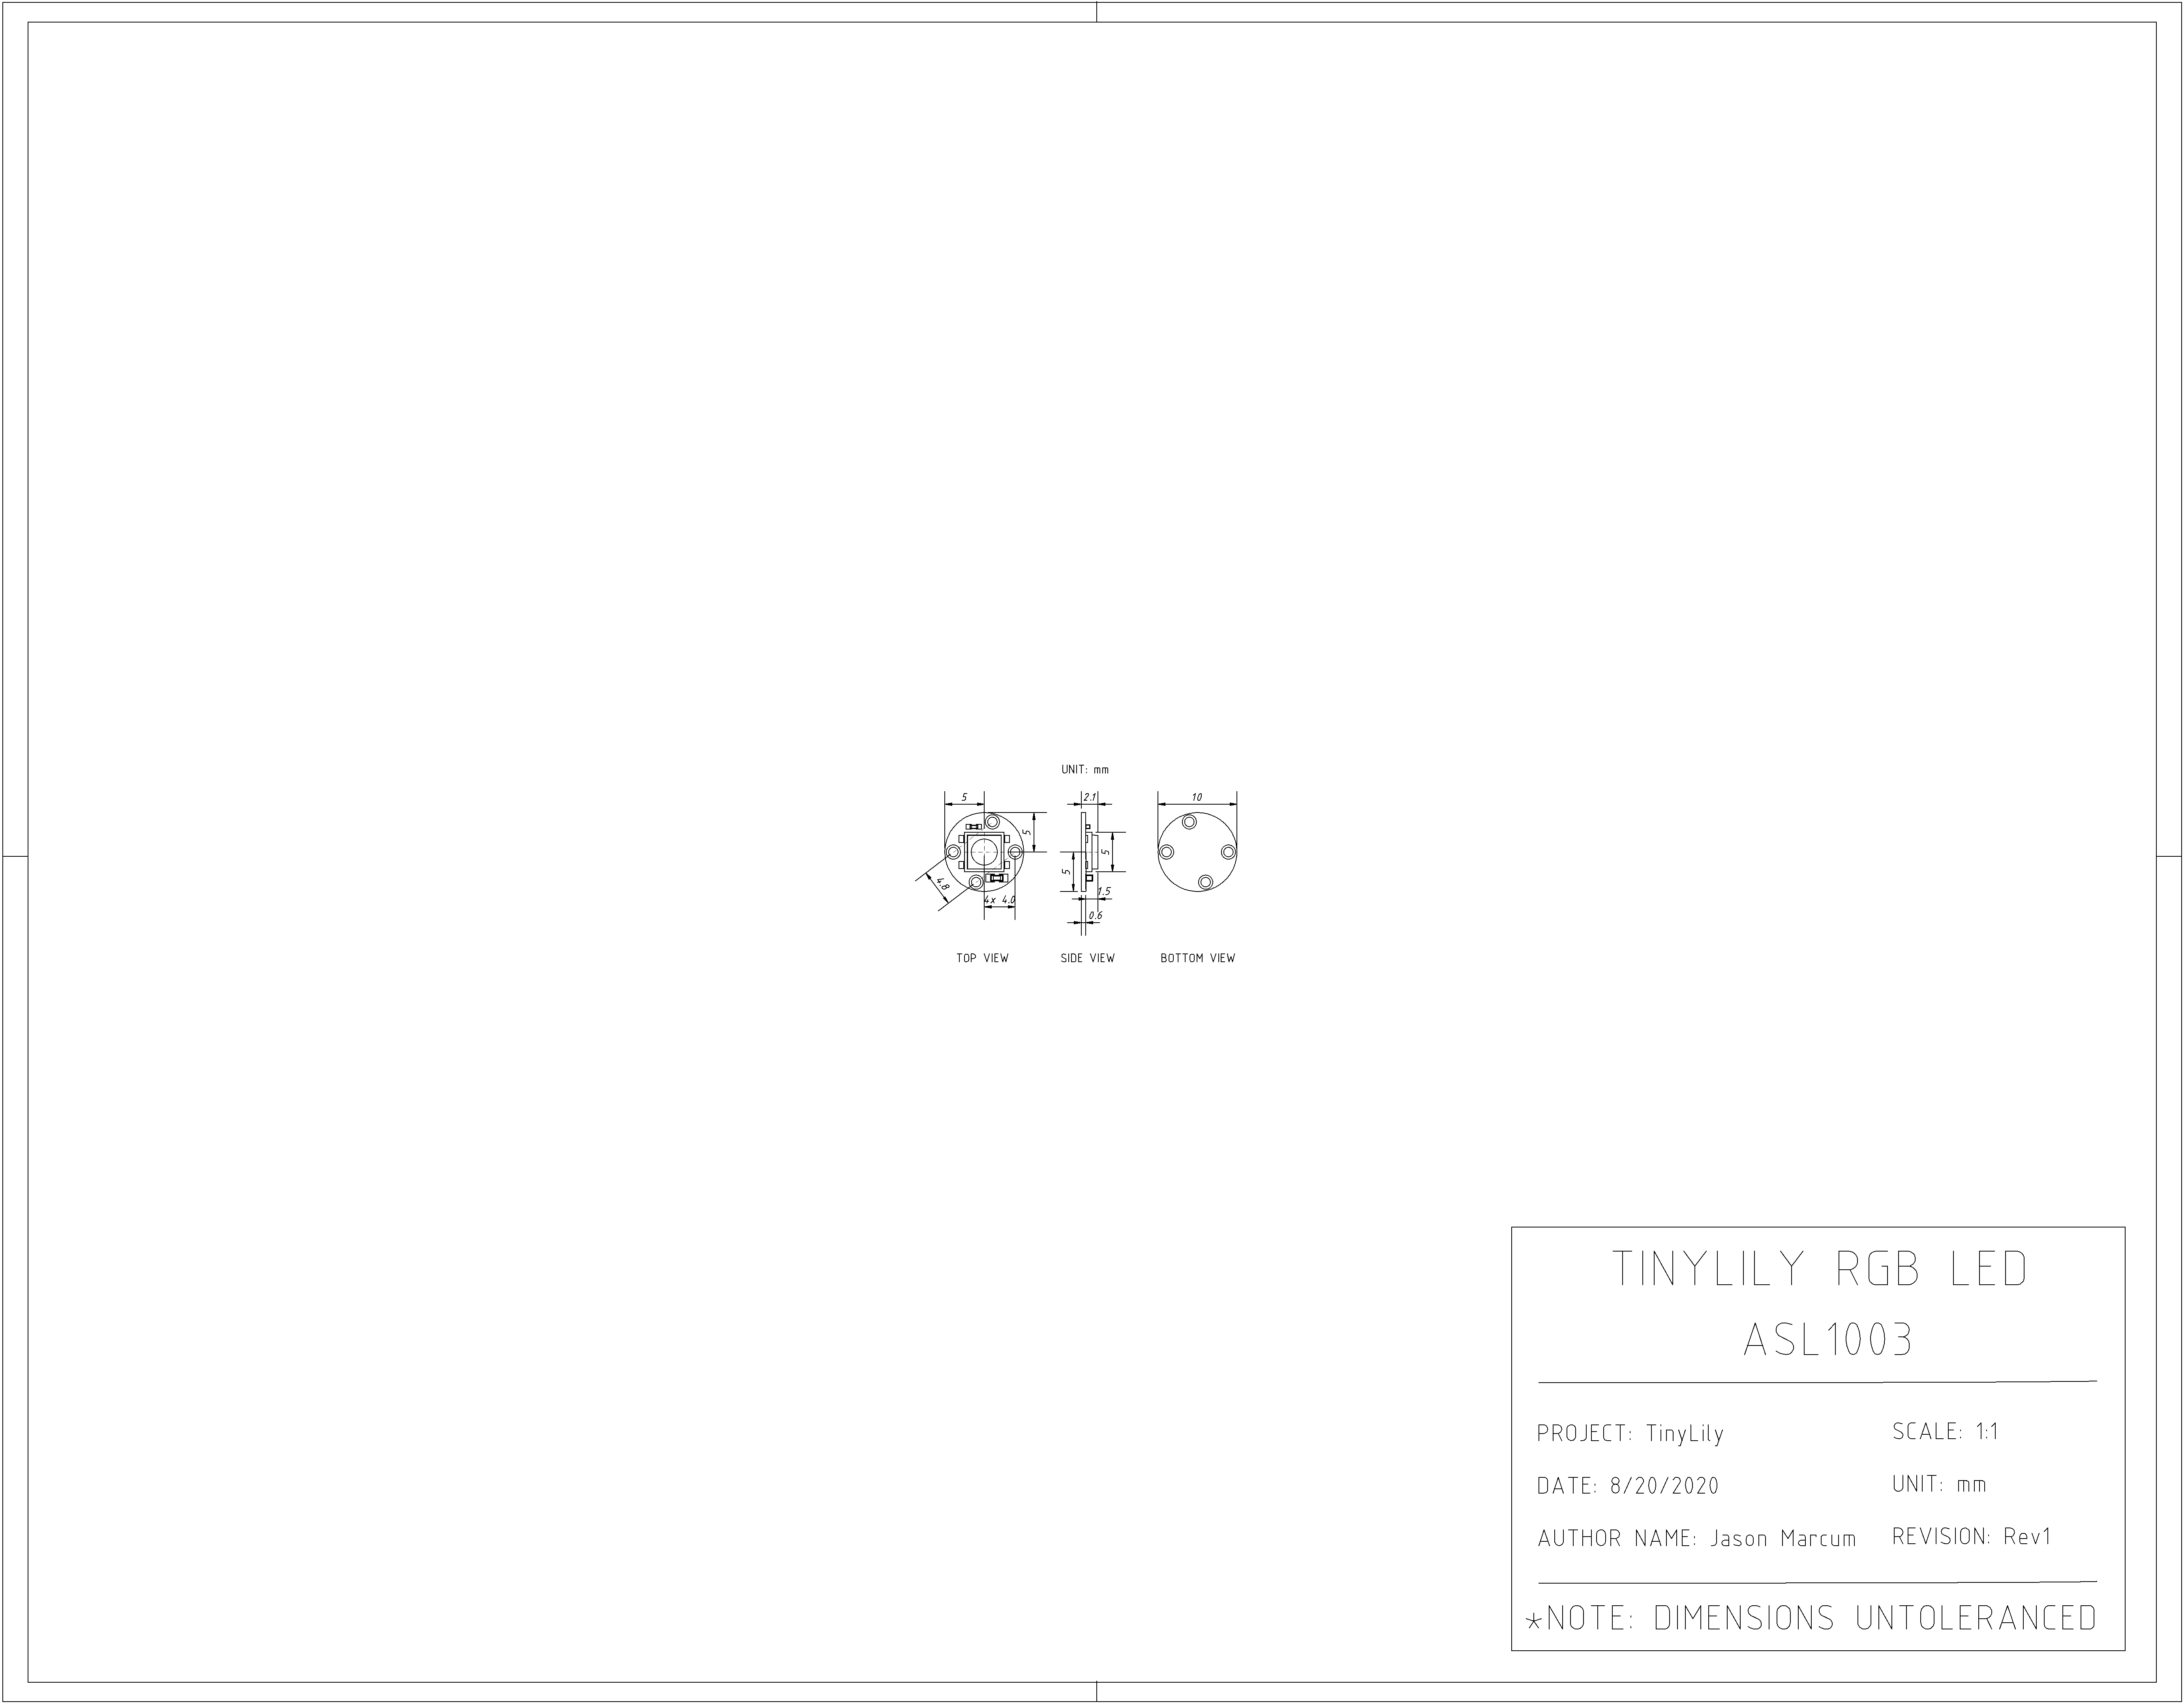 UNIT: mm
5
2.1
10
5
5
5
4.8
4x 4.0
1.5
0.6
TOP VIEW
SIDE VIEW
BOTTOM VIEW
TINYLILY RGB LED
ASL1003
PROJECT: TinyLily
SCALE: 1:1
DATE: 8/20/2020
UNIT: mm
AUTHOR NAME: Jason Marcum
REVISION: Rev1
*NOTE: DIMENSIONS UNTOLERANCED